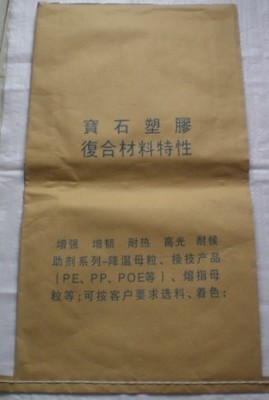 寶石塑膠
復合材料特性
增强 增韧 耐热 高光 耐候
助剂系列-降温母粒、接技产品
(PE、PP、POE等)、熔指母
粒等;可按客户要求选料、着色;